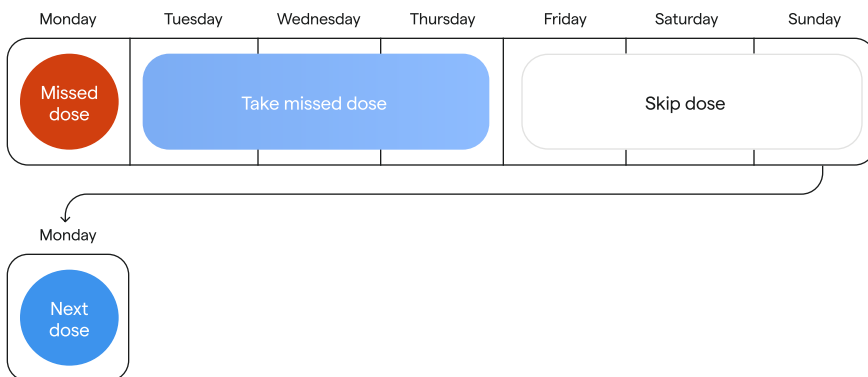 Monday Tuesday Wednesday Thursday Friday Saturday Sunday
Missed
dose
Take missed dose
Skip dose
Monday
Next
dose